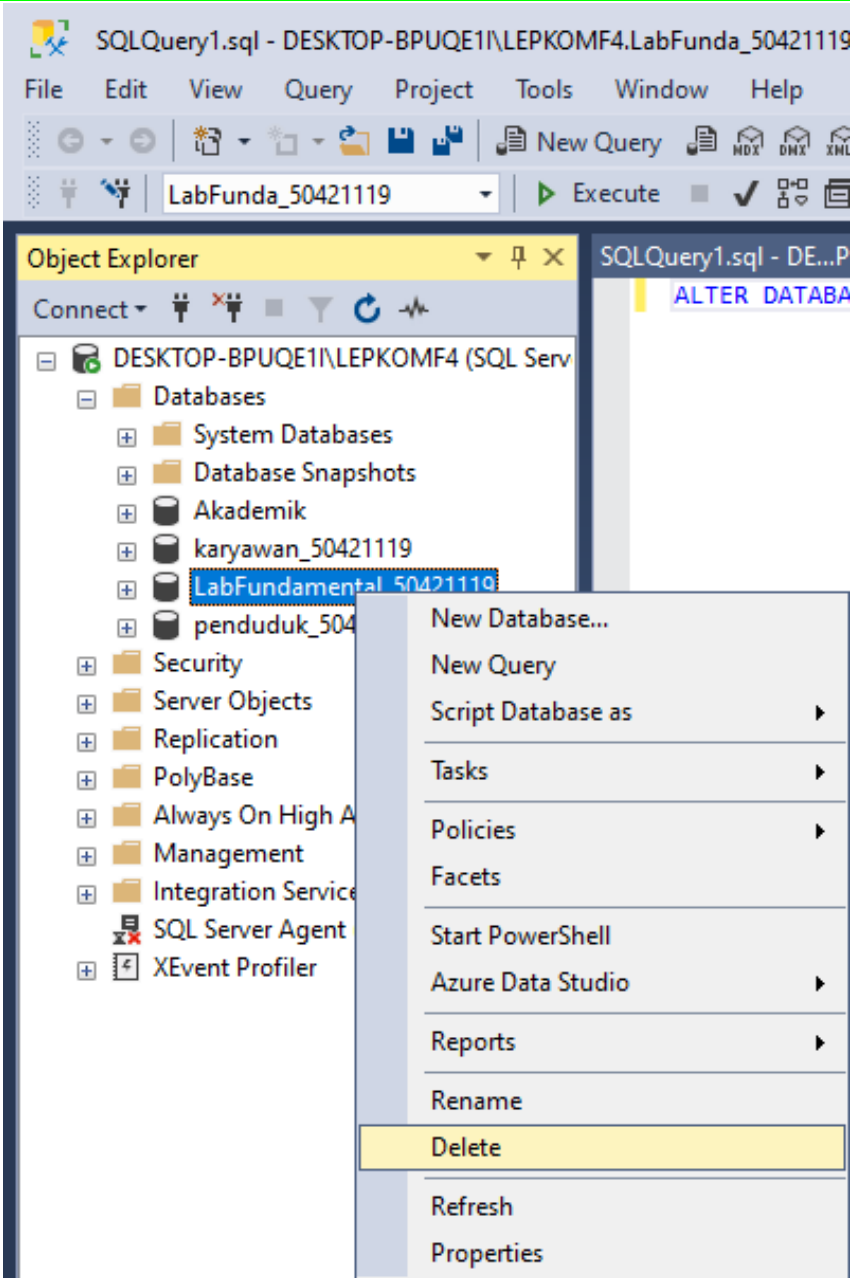 SQLQuery1.sql - DESKTOP-BPUQE1I\LEPKOMF4.LabFunda_50421119
File Edit View Query Project Tools Window Help
New Query MDX DMX XML
LabFunda_50421119 Execute
Object Explorer
Connect
DESKTOP-BPUQE1I\LEPKOMF4 (SQL Serv
Databases
System Databases
Database Snapshots
Akademik
karyawan_50421119
LabFundamental_50421119
penduduk_504
Security
Server Objects
Replication
PolyBase
Always On High A
Management
Integration Service
SQL Server Agent
XEvent Profiler
SQLQuery1.sql - DE...P
ALTER DATABA
New Database...
New Query
Script Database as
Tasks
Policies
Facets
Start PowerShell
Azure Data Studio
Reports
Rename
Delete
Refresh
Properties